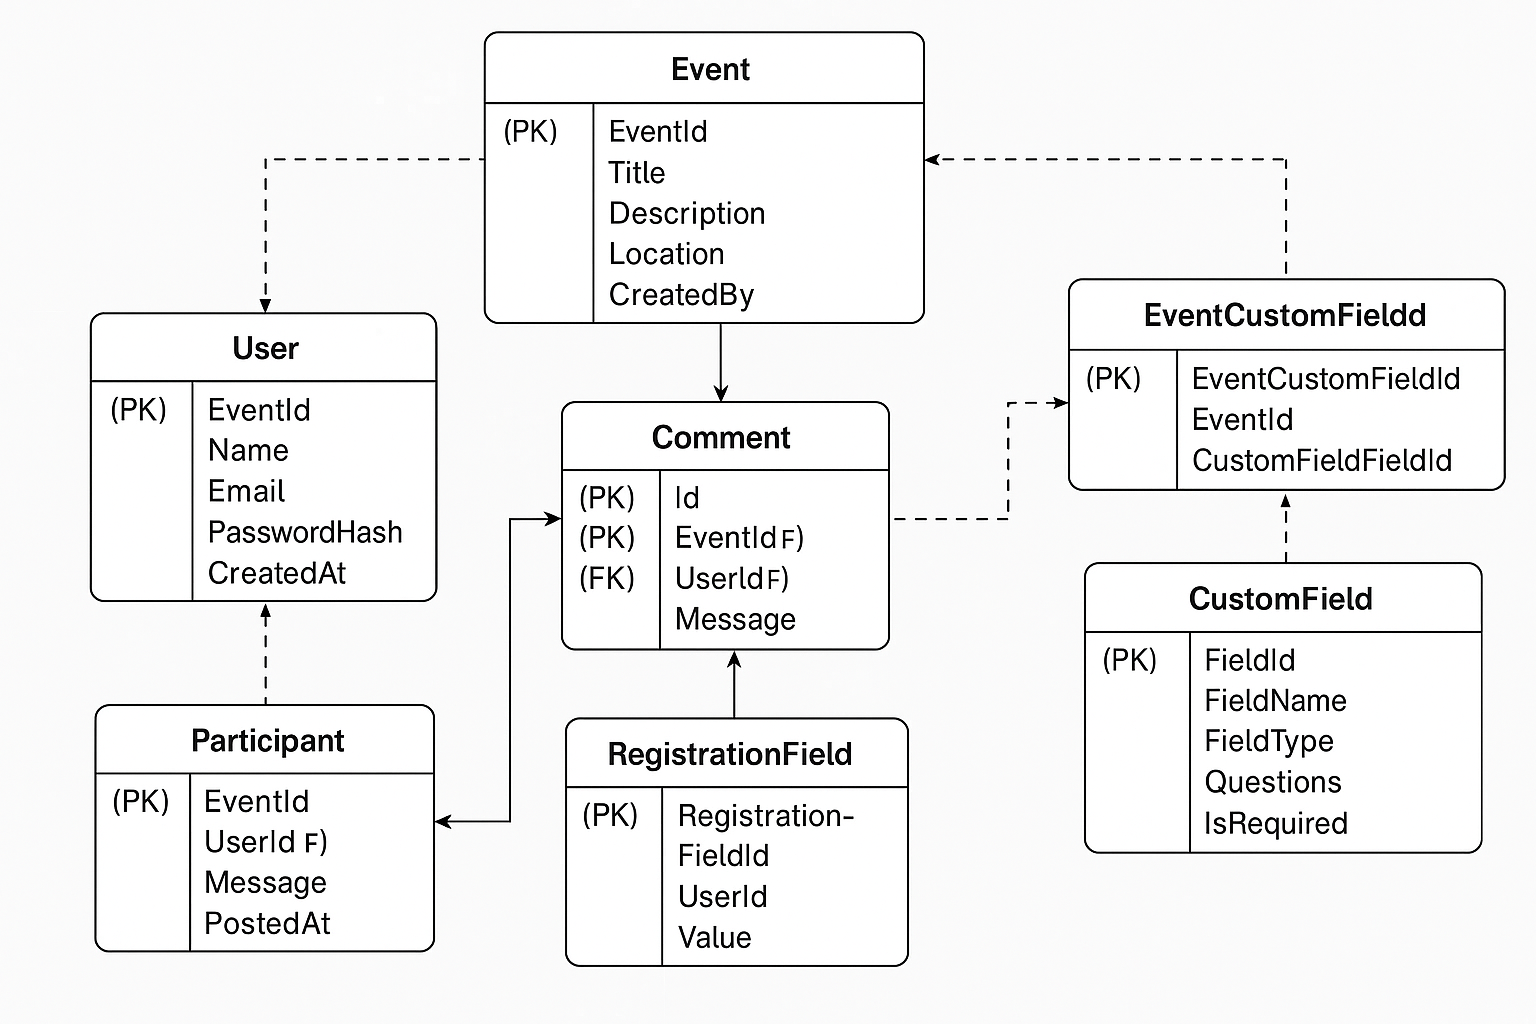 Event
(PK) EventId
Title
Description
Location
CreatedBy
User
(PK) EventId
Name
Email
PasswordHash
CreatedAt
Comment
(PK) Id
(PK) EventId F)
(FK) UserId F)
Message
EventCustomFieldd
(PK) EventCustomFieldId
EventId
CustomFieldFieldId
Participant
(PK) EventId
UserId F)
Message
PostedAt
RegistrationField
(PK) Registration-
FieldId
UserId
Value
CustomField
(PK) FieldId
FieldName
FieldType
Questions
IsRequired